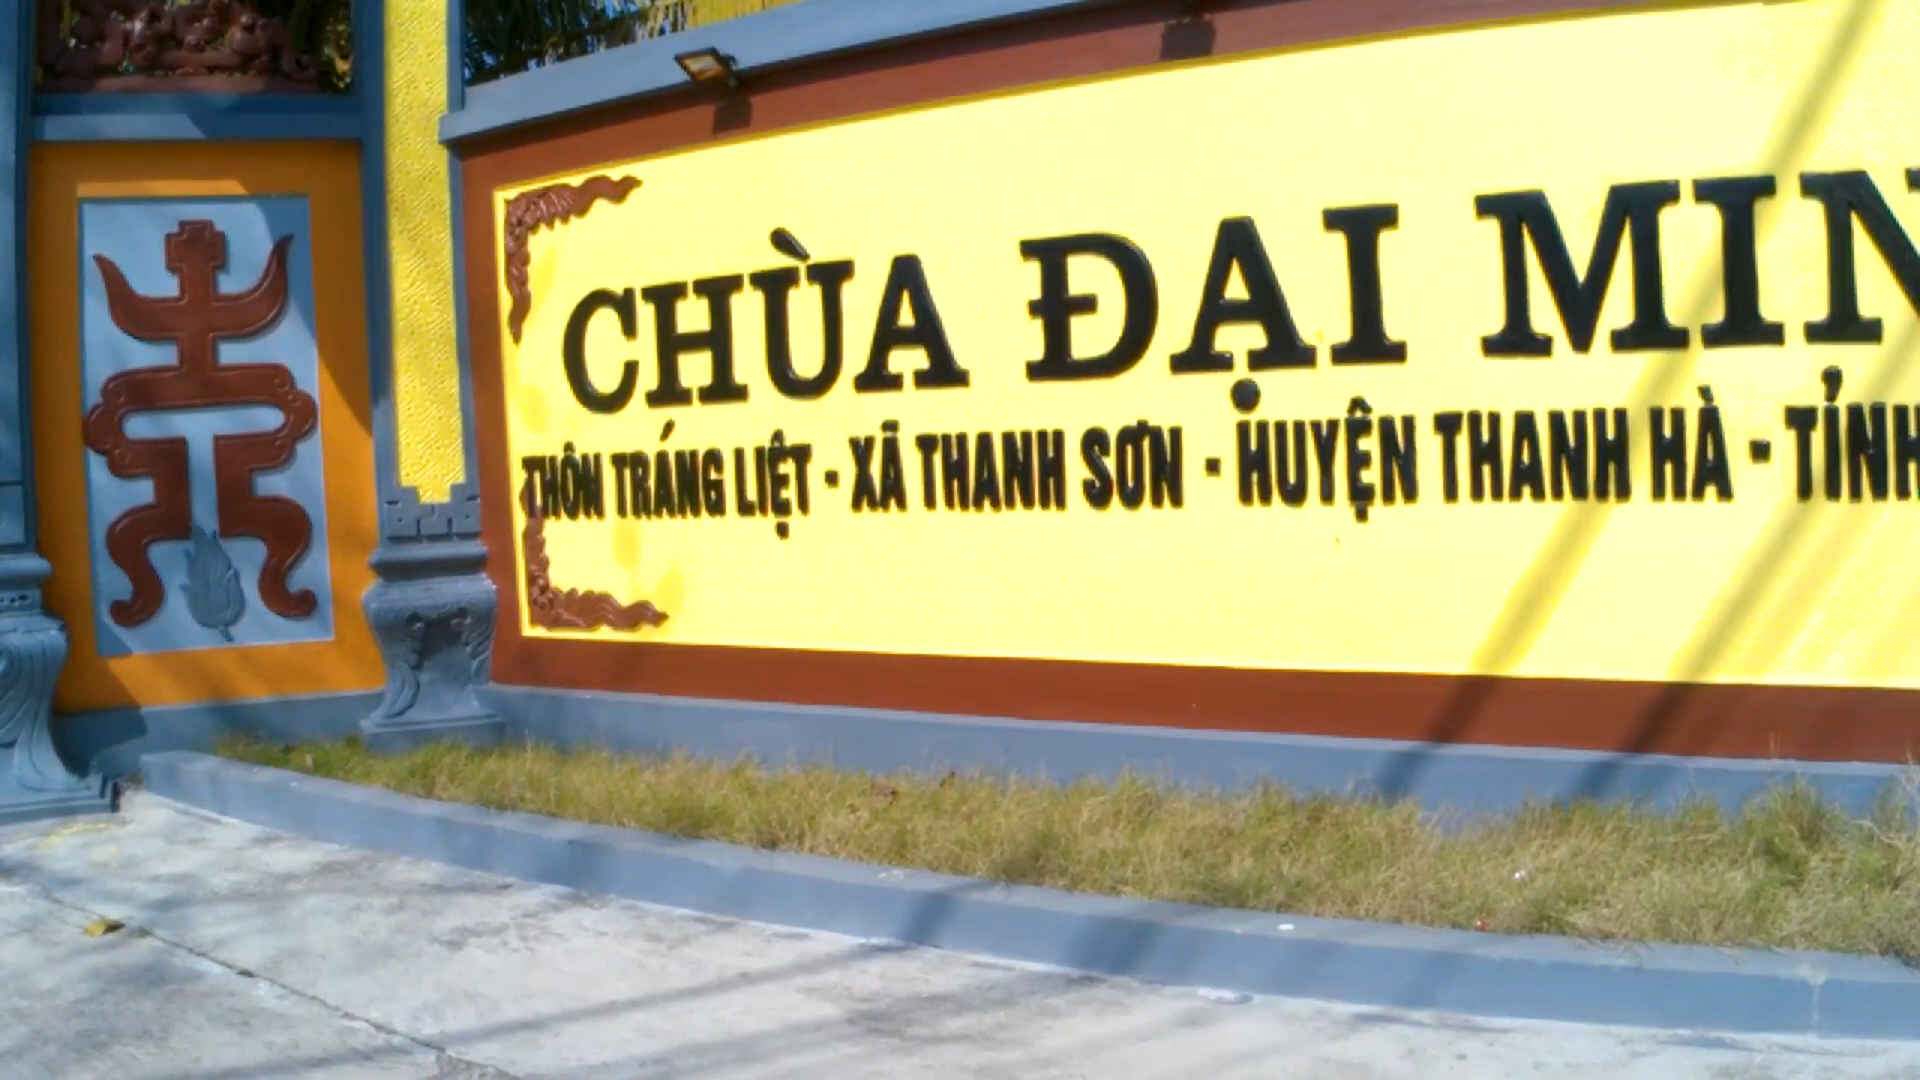 CHÙA ĐẠI MIN
THÔN TRÁNG LIỆT - XÃ THANH SƠN - HUYỆN THANH HÀ - TỈNH